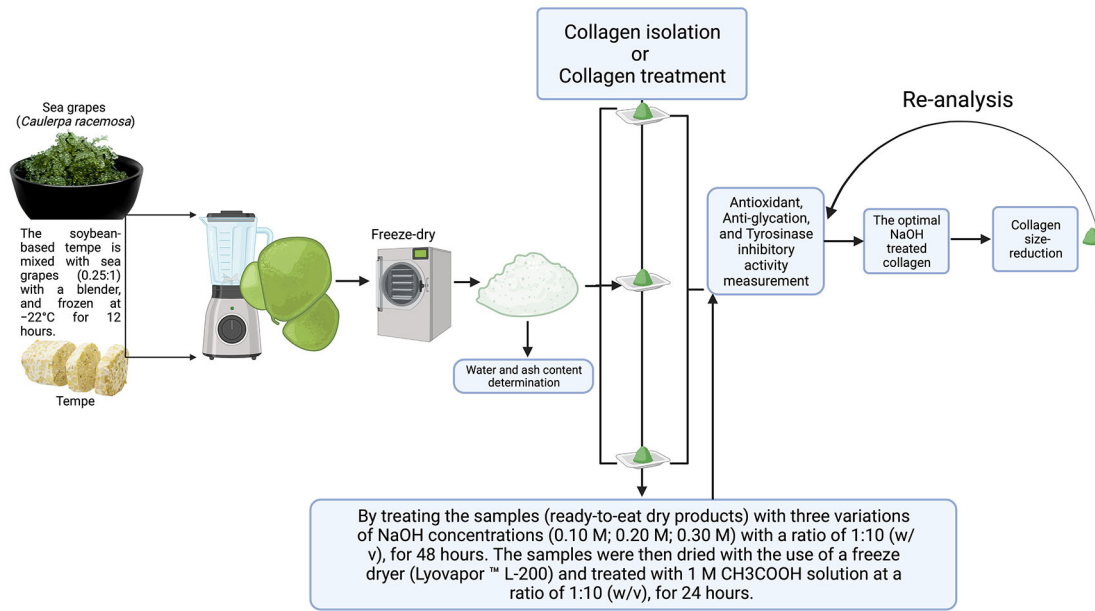 Collagen isolation
or
Collagen treatment
Re-analysis
Sea grapes
(Caulerpa racemosa)
The soybean-
based tempe is
mixed with sea
grapes (0.25:1)
with a blender,
and frozen at
−22°C for 12
hours.
Tempe
Freeze-dry
Water and ash content
determination
Antioxidant,
Anti-glycation,
and Tyrosinase
inhibitory
activity
measurement
The optimal
NaOH
treated
collagen
Collagen
size-
reduction
By treating the samples (ready-to-eat dry products) with three variations
of NaOH concentrations (0.10 M; 0.20 M; 0.30 M) with a ratio of 1:10 (w/
v), for 48 hours. The samples were then dried with the use of a freeze
dryer (Lyovapor ™ L-200) and treated with 1 M CH3COOH solution at a
ratio of 1:10 (w/v), for 24 hours.